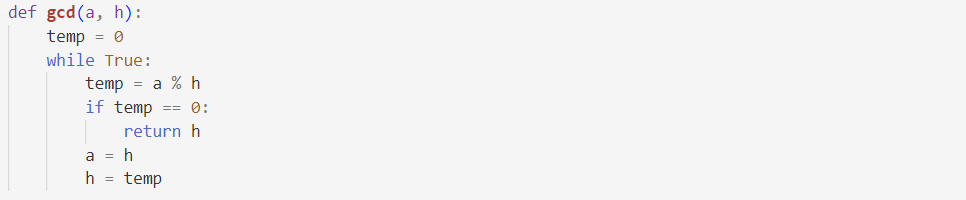 def gcd(a, h):
    temp = 0
    while True:
        temp = a % h
        if temp == 0:
            return h
        a = h
        h = temp